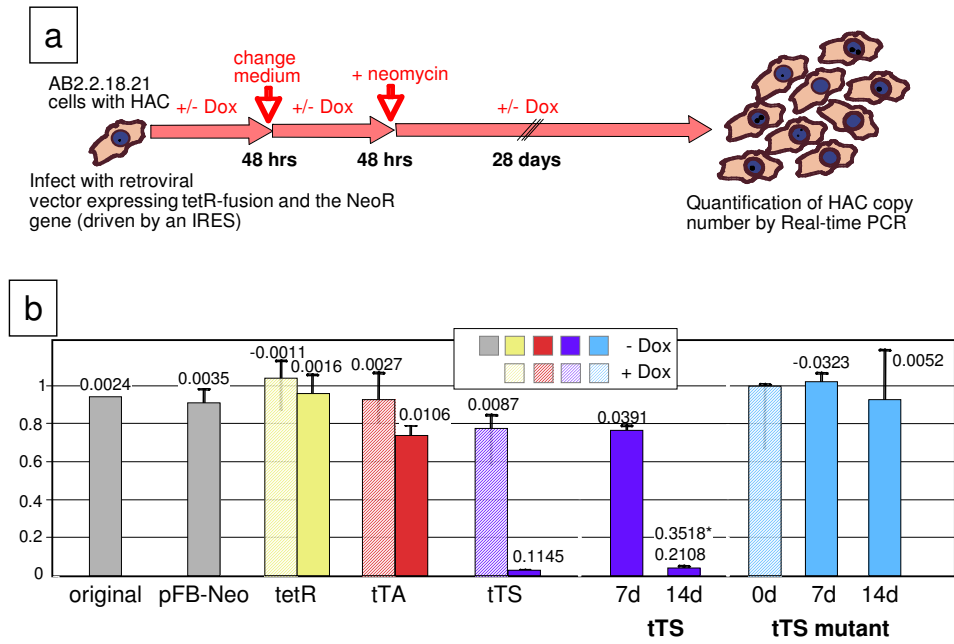 a
AB2.2.18.21
cells with HAC
change
medium
+ neomycin
+/- Dox
+/- Dox
+/- Dox
48 hrs
48 hrs
28 days
Infect with retroviral
vector expressing tetR-fusion and the NeoR
gene (driven by an IRES)
Quantification of HAC copy
number by Real-time PCR
b
- Dox
+ Dox
1
0.8
0.6
0.4
0.2
0
0.0024
0.0035
-0.0011
0.0016
0.0027
0.0106
0.0087
0.1145
0.0391
0.3518*
0.2108
-0.0323
0.0052
original
pFB-Neo
tetR
tTA
tTS
7d
14d
0d
7d
14d
tTS
tTS mutant